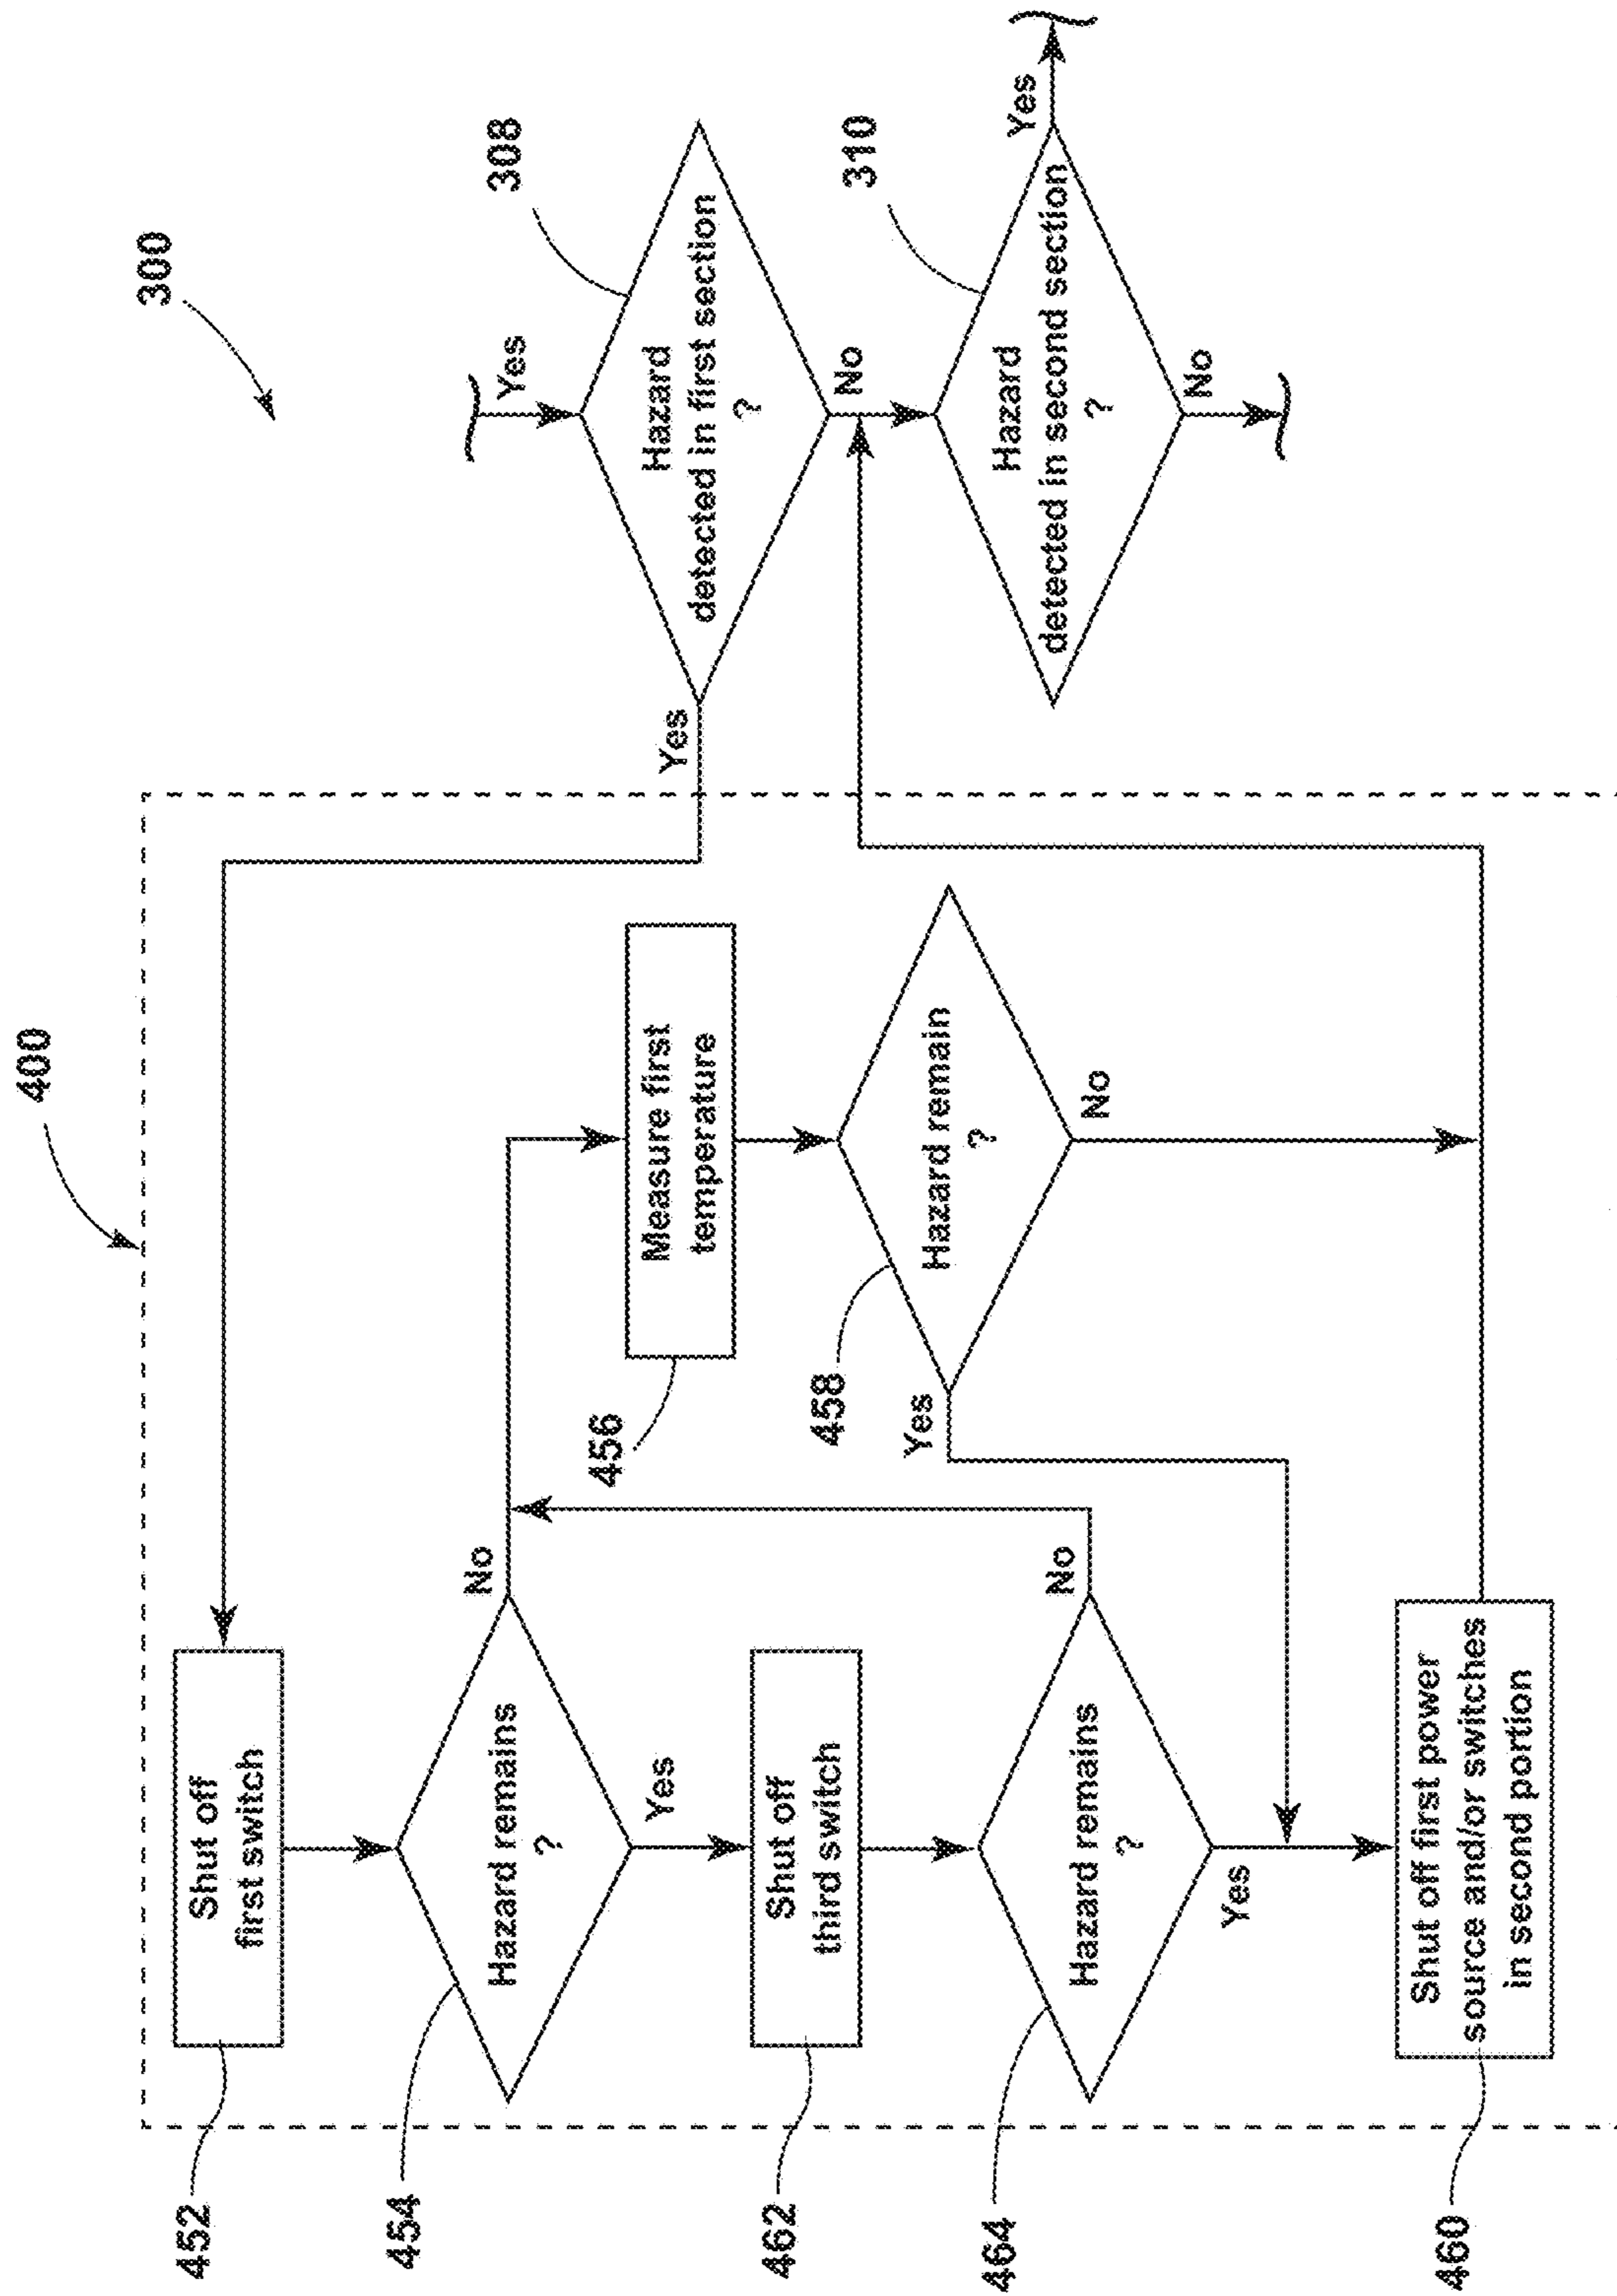 300
400
Yes
308
Hazard
detected in first section
?
Yes
No
310
Hazard
detected in second section
?
Yes
No
452
Shut off
first switch
454
Hazard remains
?
No
Yes
456
Measure first
temperature
458
Hazard remain
?
Yes
No
462
Shut off
third switch
464
Hazard remains
?
No
Yes
460
Shut off first power
source and/or switches
in second portion